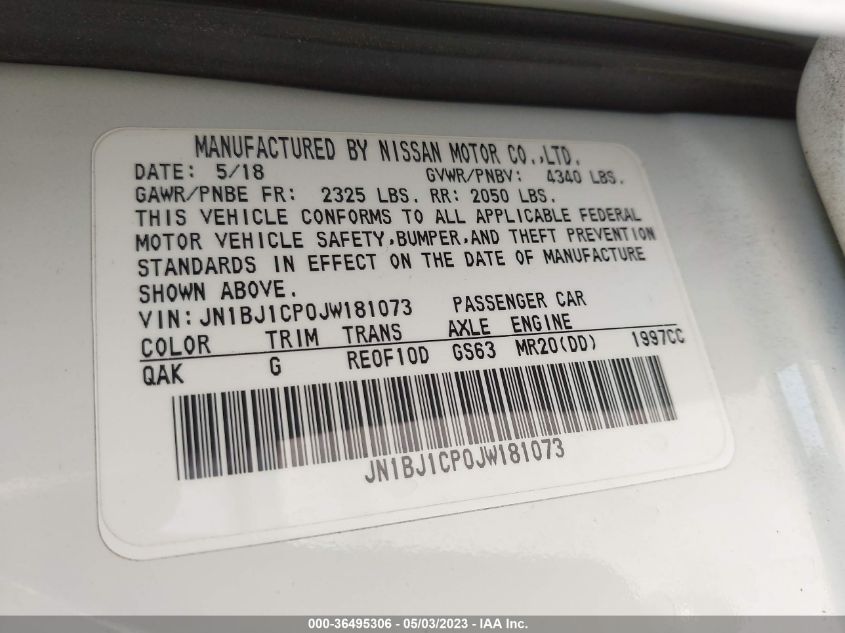 MANUFACTURED BY NISSAN MOTOR CO.,LTD.
DATE: 5/18 GVWR/PNBV: 4340 LBS.
GAWR/PNBE FR: 2325 LBS. RR: 2050 LBS.
THIS VEHICLE CONFORMS TO ALL APPLICABLE FEDERAL
MOTOR VEHICLE SAFETY,BUMPER,AND THEFT PREVENTION
STANDARDS IN EFFECT ON THE DATE OF MANUFACTURE
SHOWN ABOVE.
VIN:JN1BJ1CP0JW181073 PASSENGER CAR
COLOR TRIM TRANS AXLE ENGINE
QAK G RE0F10D GS63 MR20(DD) 1997CC
JN1BJ1CP0JW181073
000-36495306 - 05/03/2023 - IAA Inc.